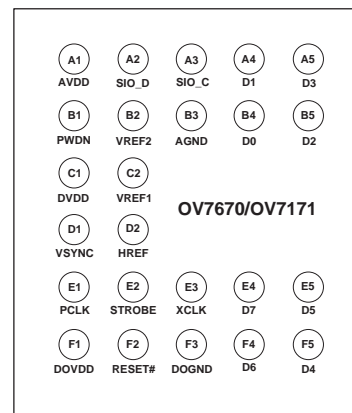 A1 A2 A3 A4 A5
AVDD SIO_D SIO_C D1 D3
B1 B2 B3 B4 B5
PWDN VREF2 AGND D0 D2
C1 C2
DVDD VREF1
OV7670/OV7171
D1 D2
VSYNC HREF
E1 E2 E3 E4 E5
PCLK STROBE XCLK D7 D5
F1 F2 F3 F4 F5
DOVDD RESET# DOGND D6 D4